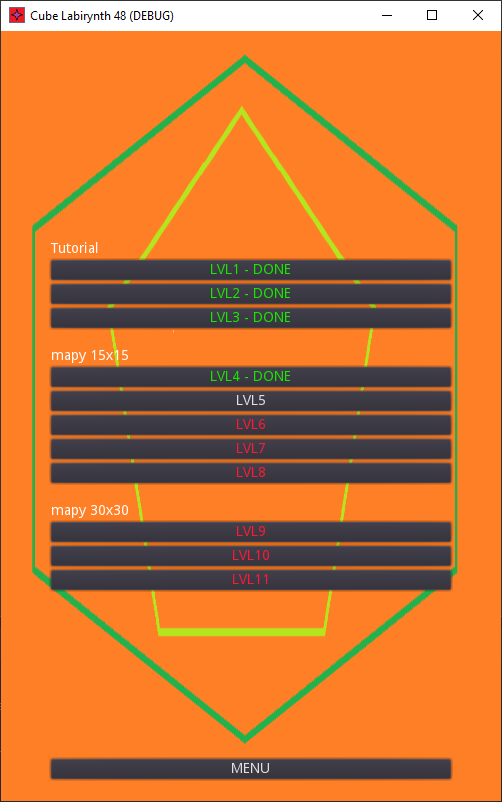 Cube Labirynth 48 (DEBUG)
Tutorial
LVL1 - DONE
LVL2 - DONE
LVL3 - DONE
mapy 15x15
LVL4 - DONE
LVL5
LVL6
LVL7
LVL8
mapy 30x30
LVL9
LVL10
LVL11
MENU